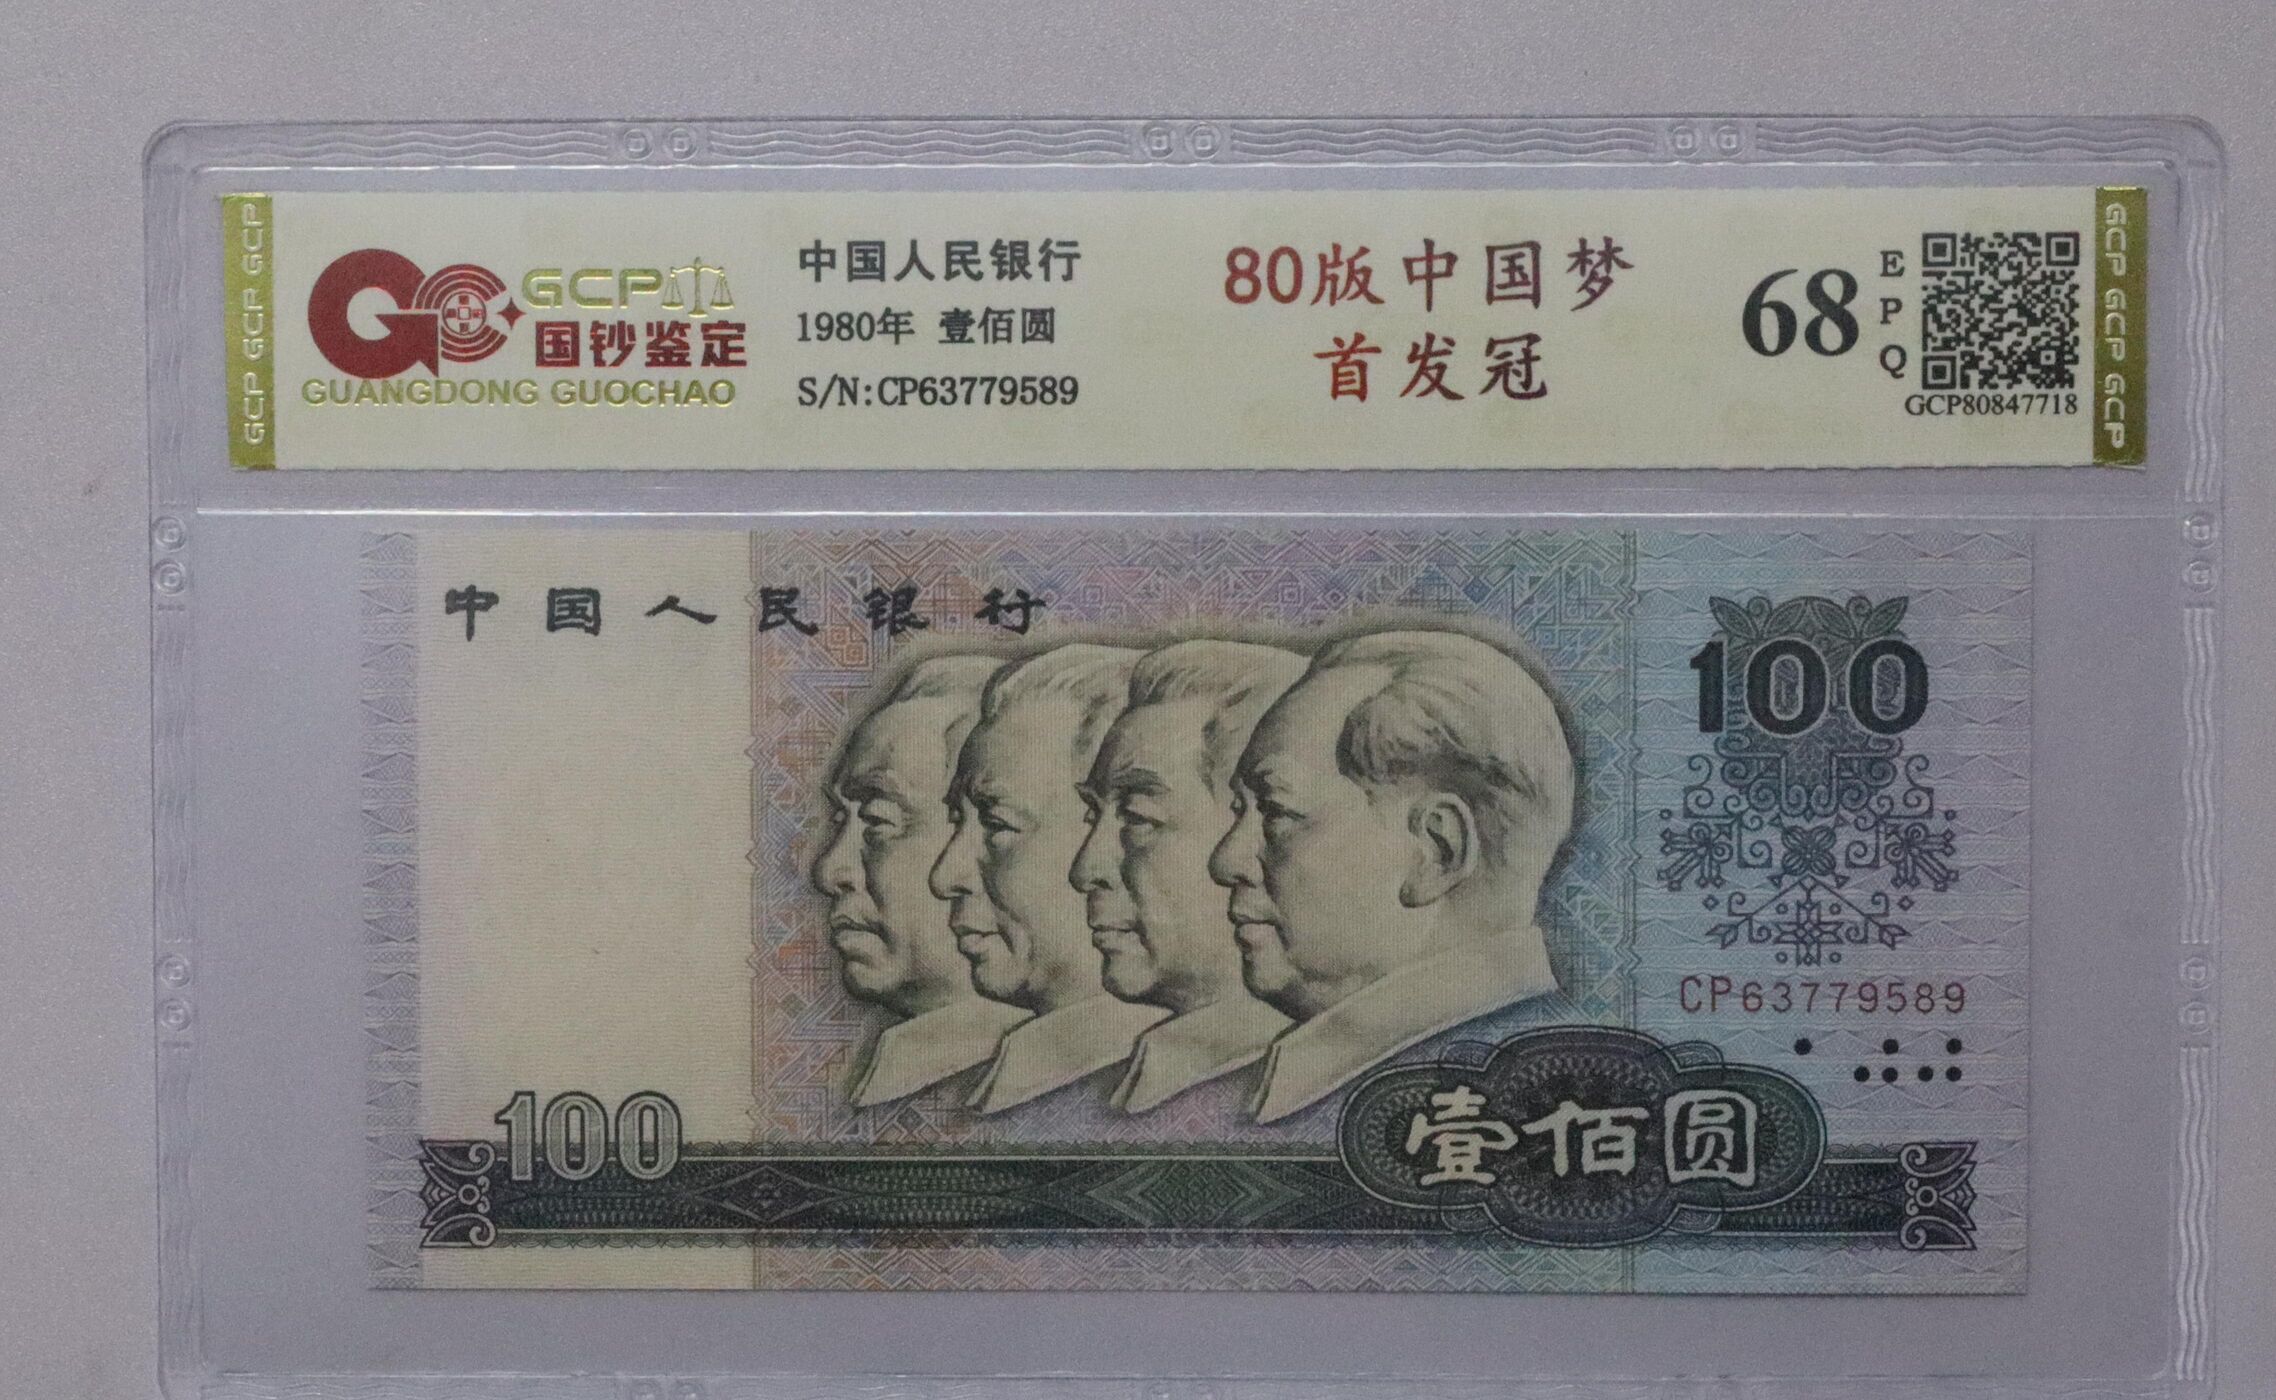 GCP GCP GCP
GCP
国钞鉴定
GUANGDONG GUOCHAO
中国人民银行
1980年 壹佰圆
S/N:CP63779589
80版中国梦
首发冠
68
EPQ
GCP80847718
GCP GCP GCP
中国人民银行
100
CP63779589
100
壹佰圆